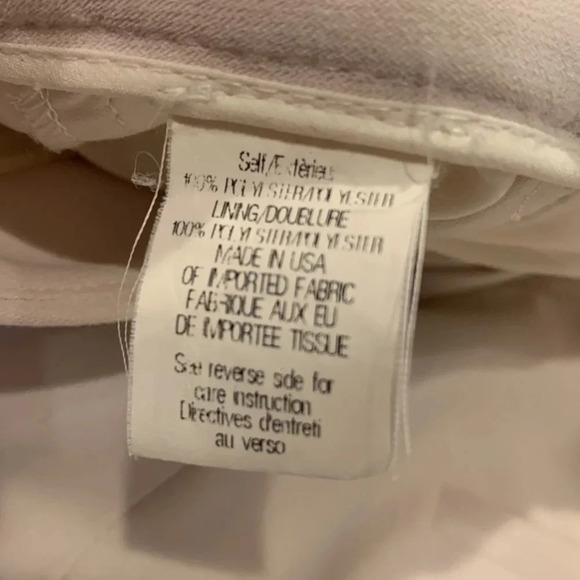 Self/Extérieur
100% POLYESTER/POLYESTER
LINING/DOUBLURE
100% POLYESTER/POLYESTER
MADE IN USA
OF IMPORTED FABRIC
FABRIQUE AUX EU
DE IMPORTEE TISSUE
See reverse side for
care instruction
Directives d'entreti
au verso